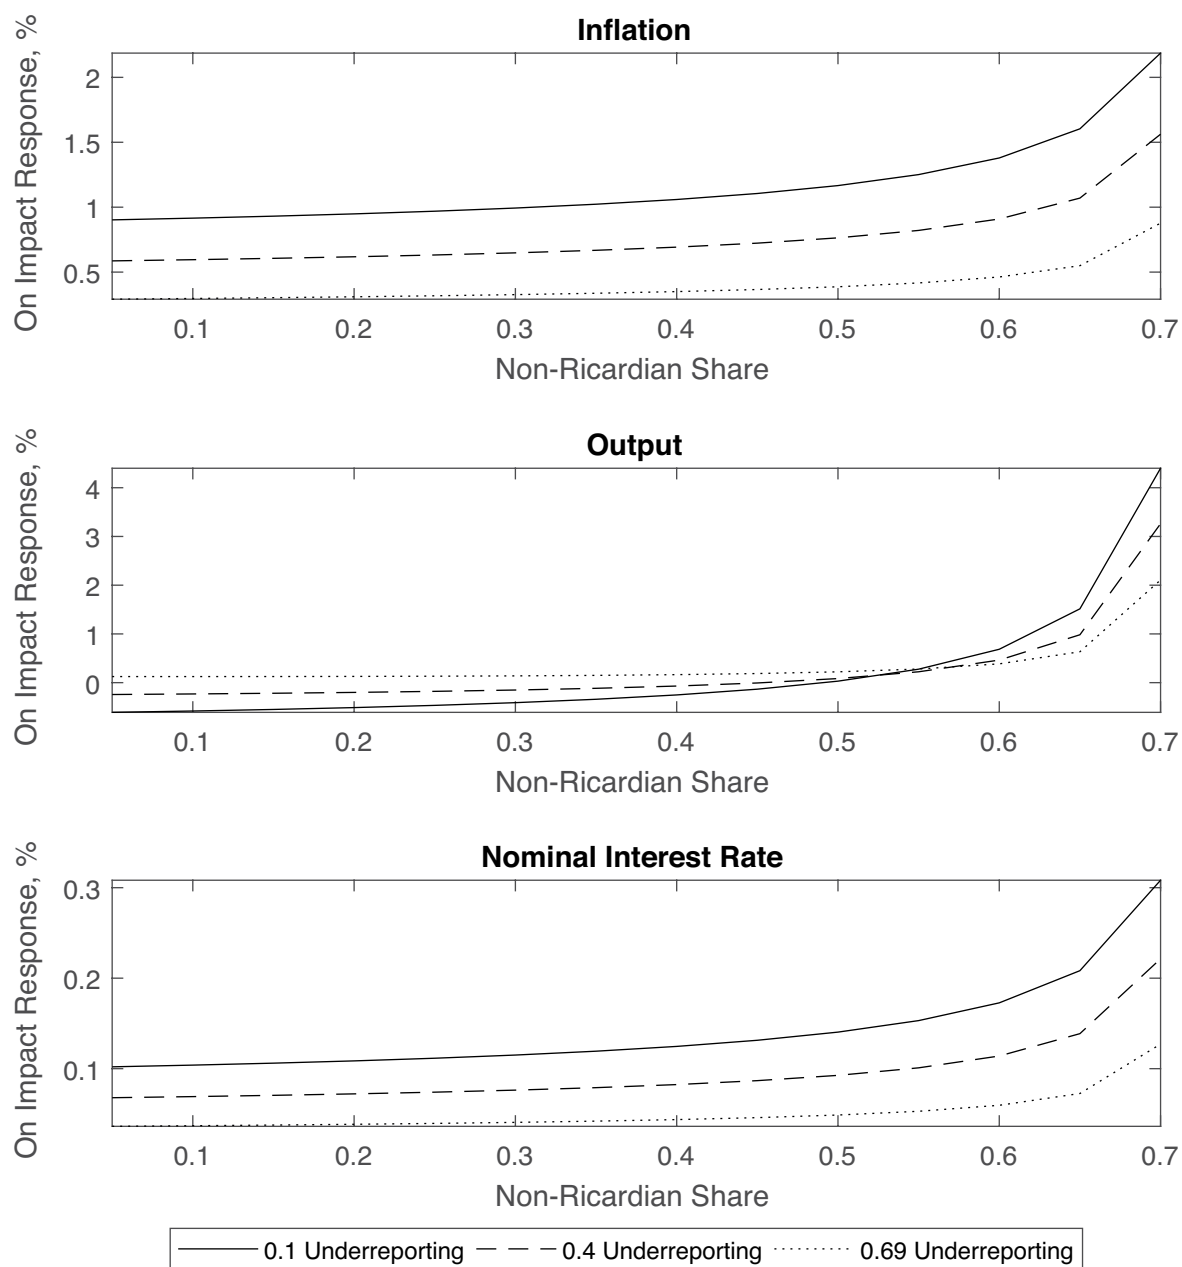 Inflation
On Impact Response, %
2
1.5
1
0.5
0.1 0.2 0.3 0.4 0.5 0.6 0.7
Non-Ricardian Share
Output
On Impact Response, %
4
3
2
1
0
0.1 0.2 0.3 0.4 0.5 0.6 0.7
Non-Ricardian Share
Nominal Interest Rate
On Impact Response, %
0.3
0.2
0.1
0.1 0.2 0.3 0.4 0.5 0.6 0.7
Non-Ricardian Share
0.1 Underreporting 0.4 Underreporting 0.69 Underreporting